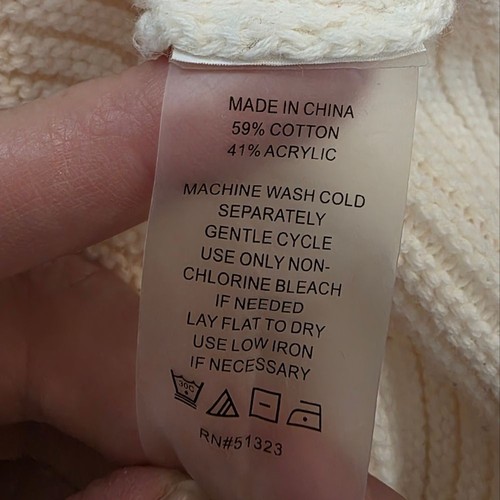 MADE IN CHINA
59% COTTON
41% ACRYLIC
MACHINE WASH COLD
SEPARATELY
GENTLE CYCLE
USE ONLY NON-
CHLORINE BLEACH
IF NEEDED
LAY FLAT TO DRY
USE LOW IRON
IF NECESSARY
30C
RN#51323